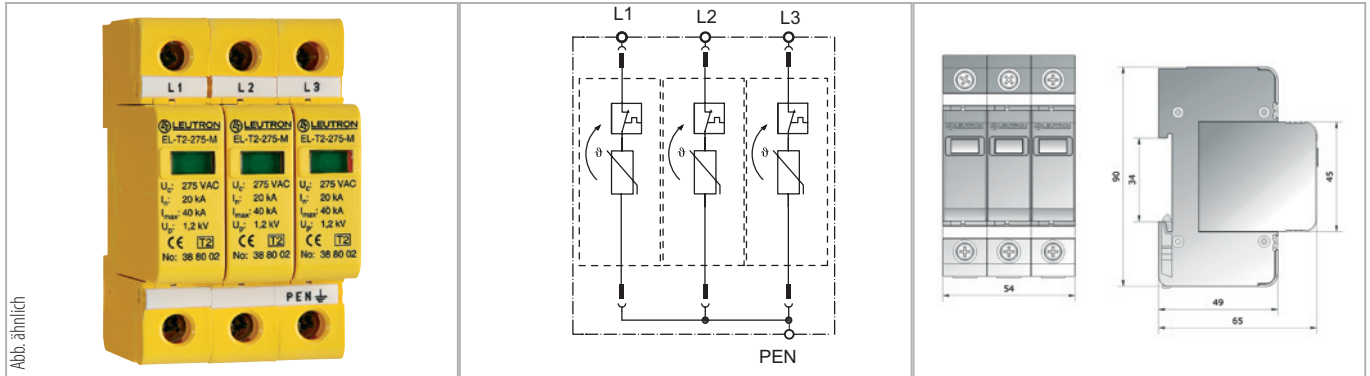 Abb. ähnlich
L1 L2 L3
LEUTRON LEUTRON LEUTRON
EL-T2-275-M EL-T2-275-M EL-T2-275-M
Uc: 275 VAC Uc: 275 VAC Uc: 275 VAC
In: 20 kA In: 20 kA In: 20 kA
Imax: 40 kA Imax: 40 kA Imax: 40 kA
Up: 1,2 kV Up: 1,2 kV Up: 1,2 kV
CE T2 CE T2 CE T2
No: 38 80 02 No: 38 80 02 No: 38 80 02
PEN
L1 L2 L3
ϑ ϑ ϑ
PEN
LEUTRON LEUTRON LEUTRON
54
90
34
45
49
65